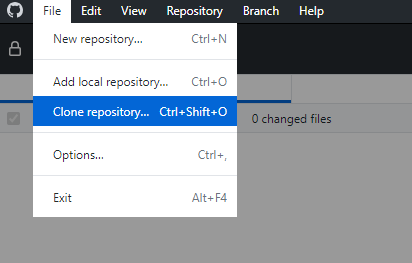 File Edit View Repository Branch Help
New repository... Ctrl+N
Add local repository... Ctrl+O
Clone repository... Ctrl+Shift+O
0 changed files
Options... Ctrl+,
Exit Alt+F4